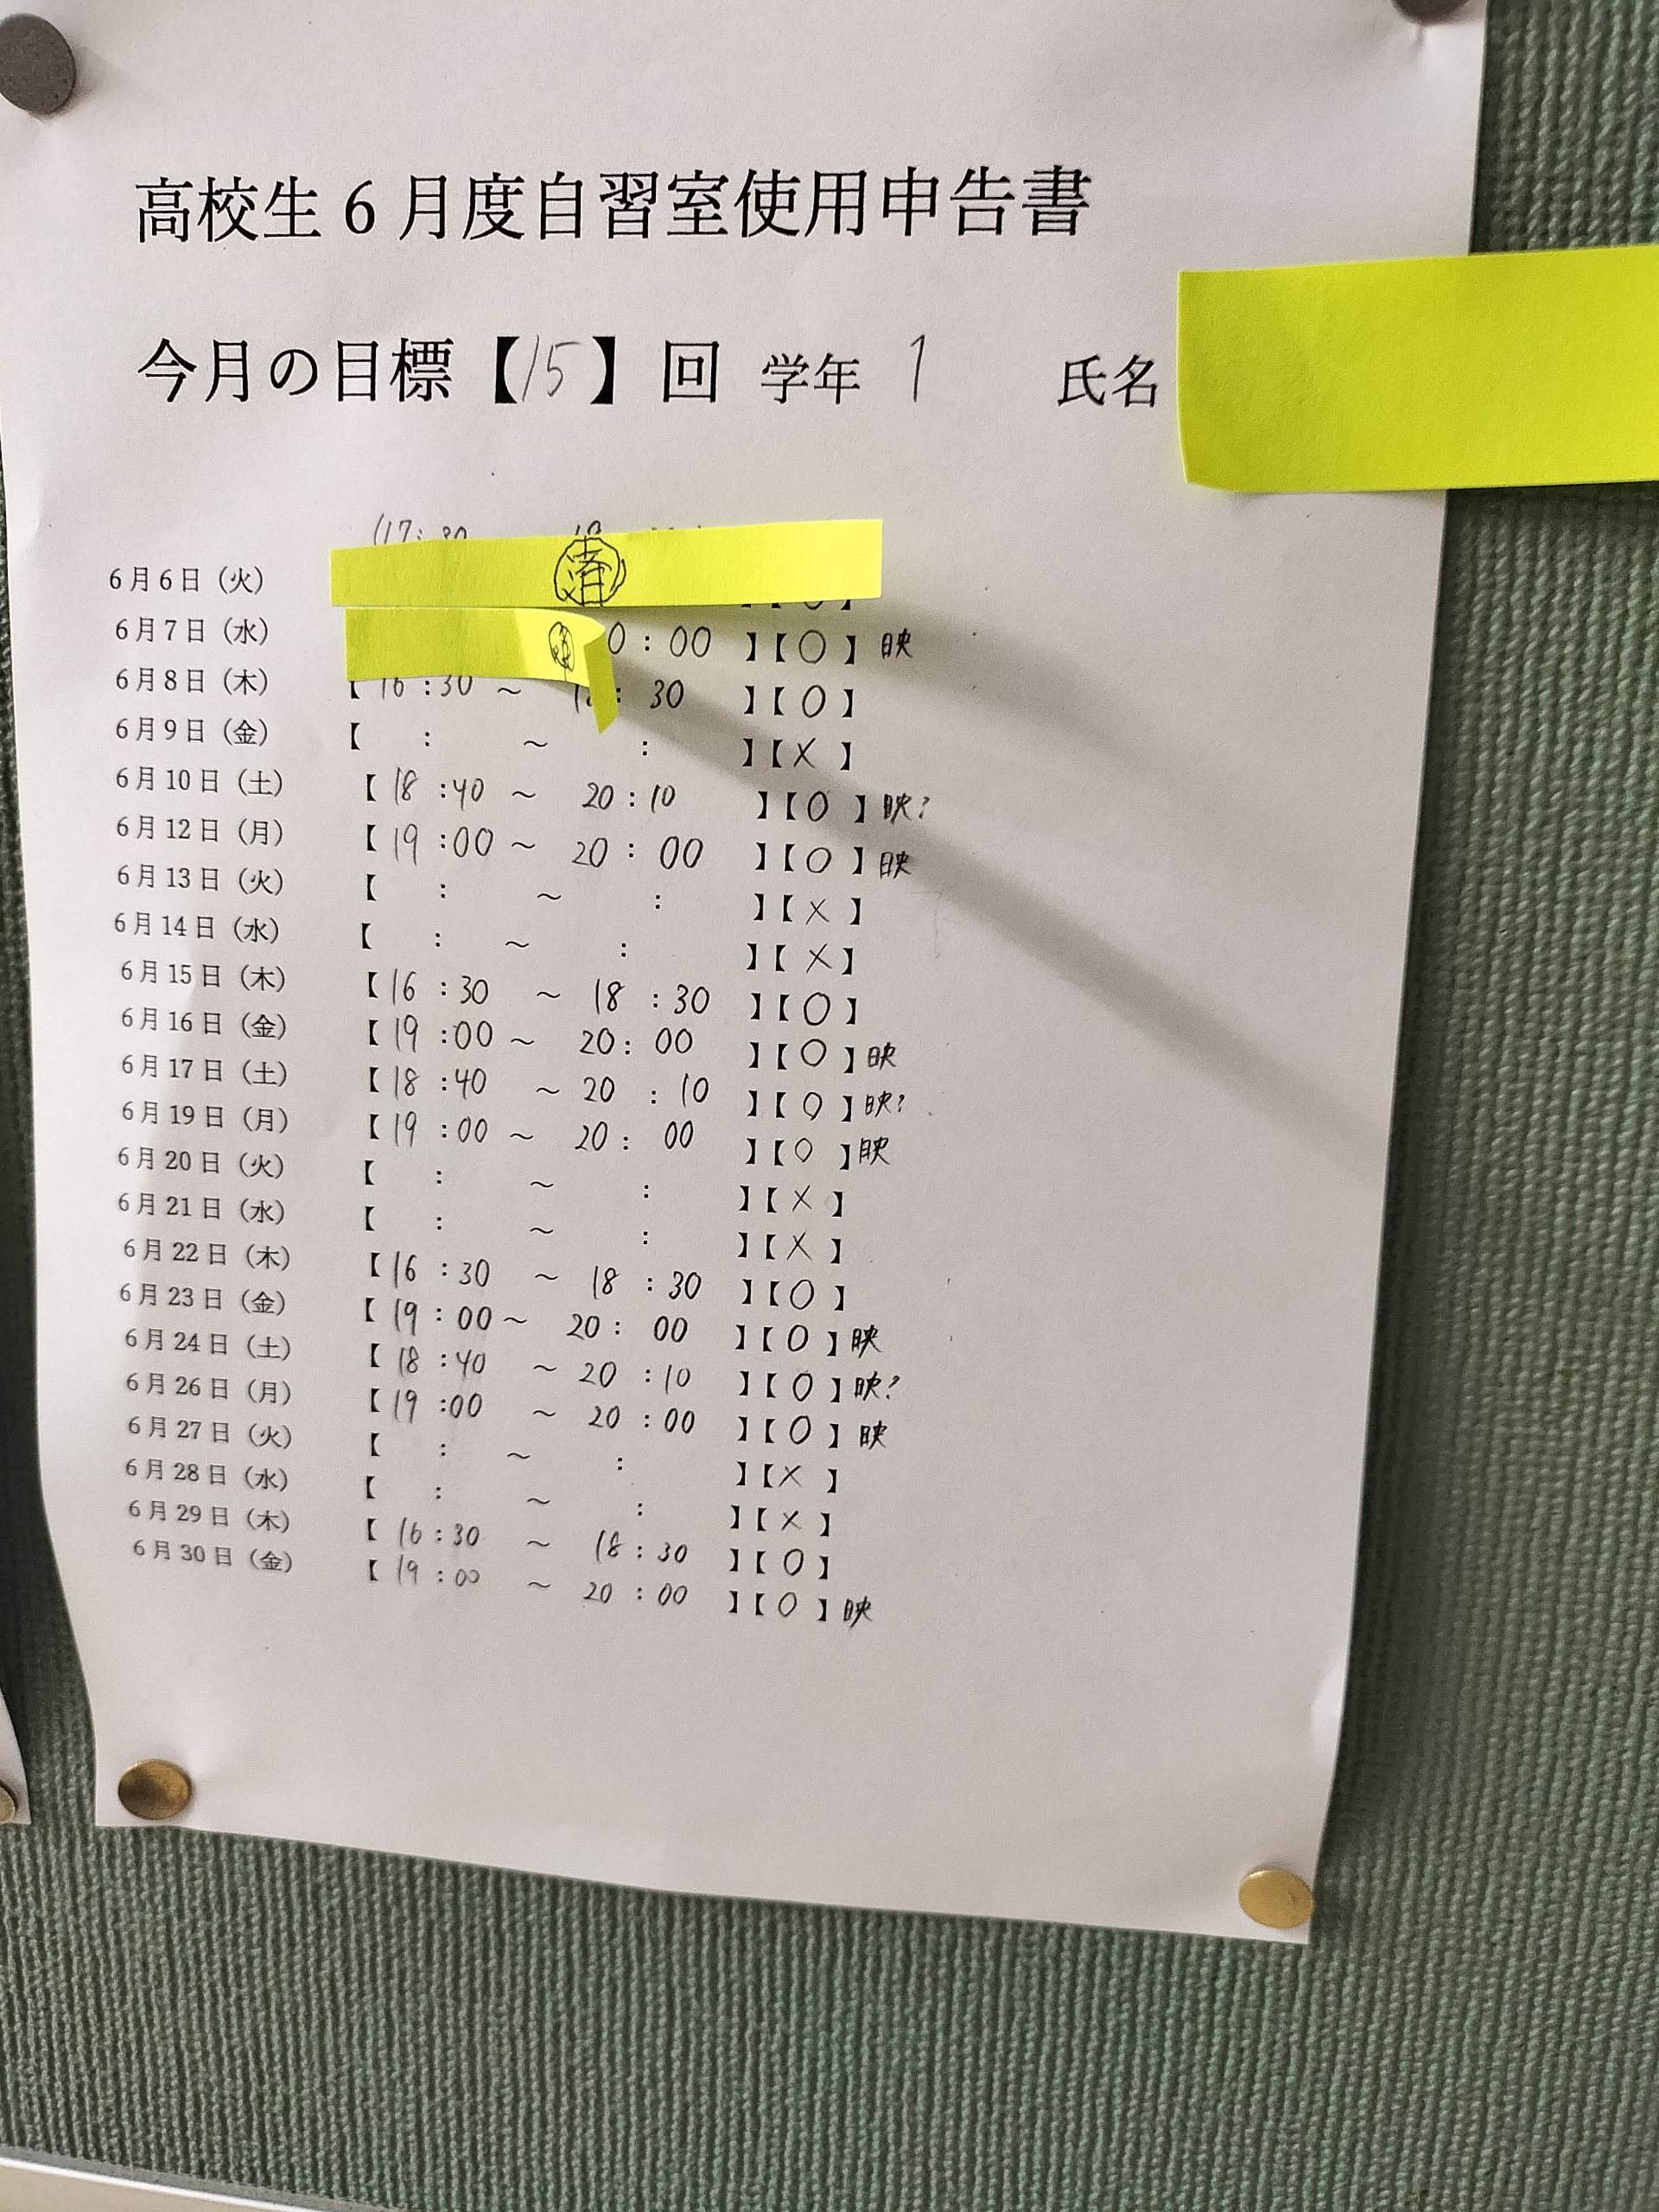 高校生6月度自習室使用申告書
今月の目標【15】回 学年 1 氏名
(17:30
6月6日（火） 済
6月7日（水） 0:00 】【○】映
6月8日（木） 【16:30 ～ 18:30 】【○】
6月9日（金） 【 : ～ : 】【×】
6月10日（土） 【18:40 ～ 20:10 】【○】映?
6月12日（月） 【19:00 ～ 20:00 】【○】映
6月13日（火） 【 : ～ : 】【×】
6月14日（水） 【 : ～ : 】【×】
6月15日（木） 【16:30 ～ 18:30 】【○】
6月16日（金） 【19:00 ～ 20:00 】【○】映
6月17日（土） 【18:40 ～ 20:10 】【○】映?
6月19日（月） 【19:00 ～ 20:00 】【○】映
6月20日（火） 【 : ～ : 】【×】
6月21日（水） 【 : ～ : 】【×】
6月22日（木） 【16:30 ～ 18:30 】【○】
6月23日（金） 【19:00 ～ 20:00 】【○】映
6月24日（土） 【18:40 ～ 20:10 】【○】映?
6月26日（月） 【19:00 ～ 20:00 】【○】映
6月27日（火） 【 : ～ : 】【×】
6月28日（水） 【 : ～ : 】【×】
6月29日（木） 【16:30 ～ 18:30 】【○】
6月30日（金） 【19:00 ～ 20:00 】【○】映